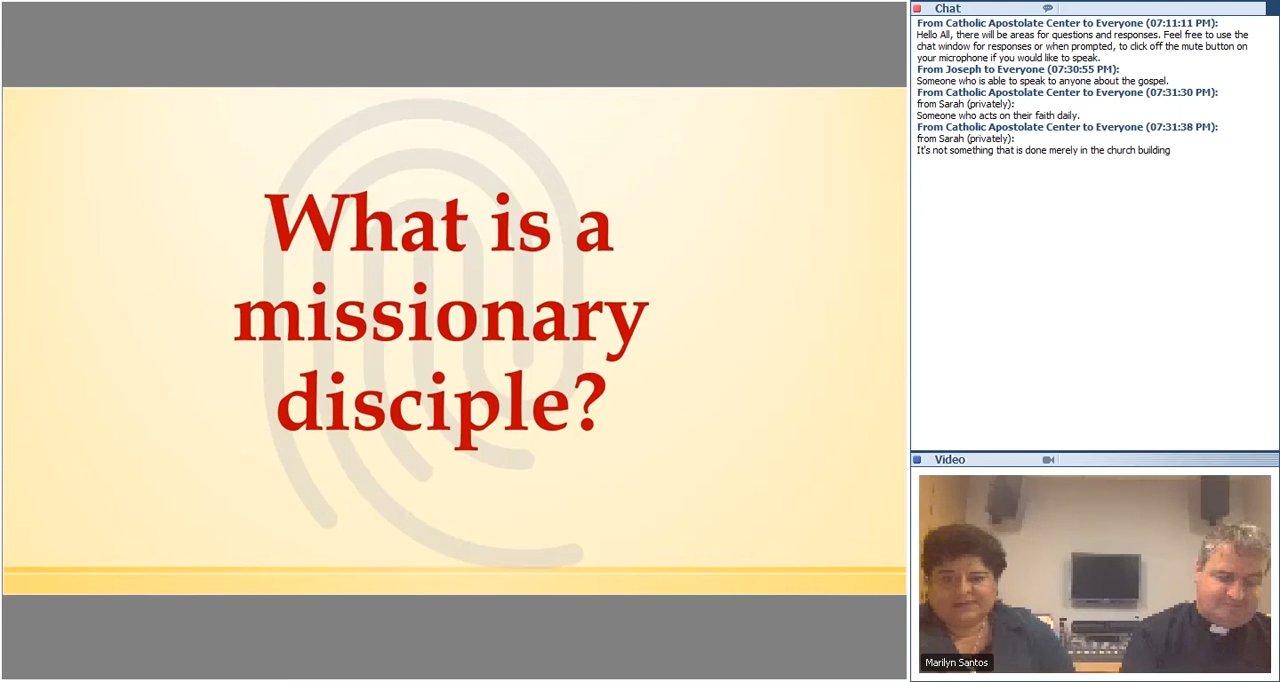 What is a
missionary
disciple?
Chat
From Catholic Apostolate Center to Everyone (07:11:11 PM):
Hello All, there will be areas for questions and responses. Feel free to use the
chat window for responses or when prompted, to click off the mute button on
your microphone if you would like to speak.
From Joseph to Everyone (07:30:55 PM):
Someone who is able to speak to anyone about the gospel.
From Catholic Apostolate Center to Everyone (07:31:30 PM):
from Sarah (privately):
Someone who acts on their faith daily.
From Catholic Apostolate Center to Everyone (07:31:38 PM):
from Sarah (privately):
It's not something that is done merely in the church building
Video
Marilyn Santos